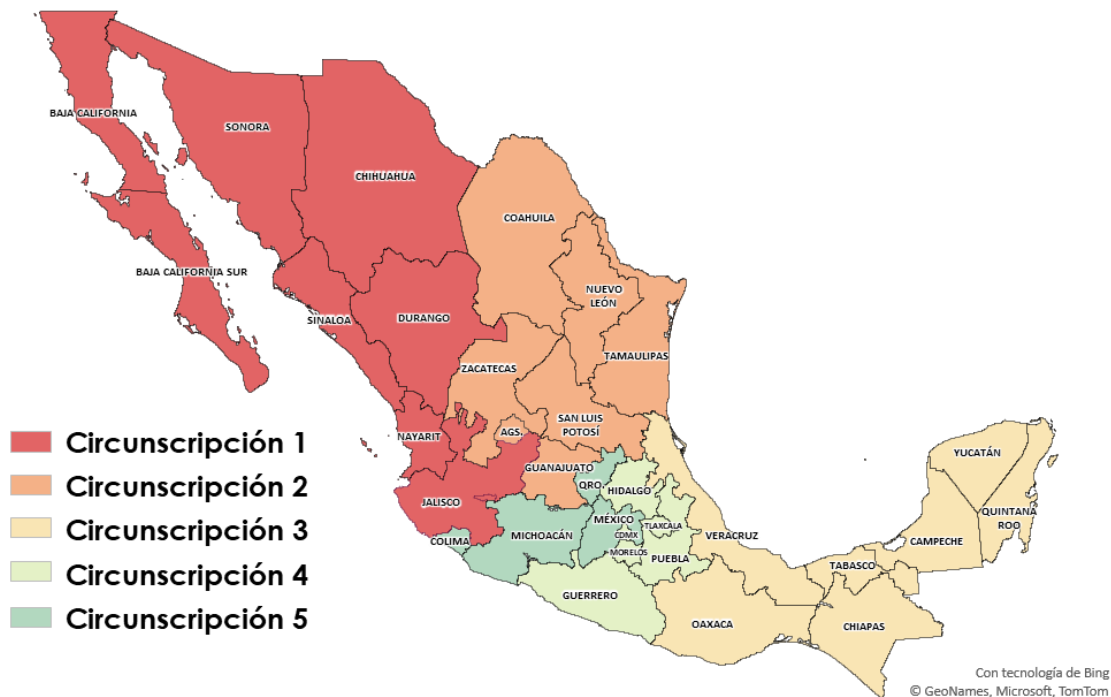 BAJA CALIFORNIA
SONORA
CHIHUAHUA
COAHUILA
BAJA CALIFORNIA SUR
NUEVO
LEÓN
SINALOA
DURANGO
TAMAULIPAS
ZACATECAS
SAN LUIS
POTOSÍ
AGS.
NAYARIT
GUANAJUATO
QRO
HIDALGO
JALISCO
MÉXICO
TLAXCALA
CDMX
COLIMA
MICHOACÁN
MORELOS
PUEBLA
VERACRUZ
GUERRERO
OAXACA
TABASCO
CHIAPAS
CAMPECHE
YUCATÁN
QUINTANA
ROO
Circunscripción 1
Circunscripción 2
Circunscripción 3
Circunscripción 4
Circunscripción 5
Con tecnología de Bing
© GeoNames, Microsoft, TomTom